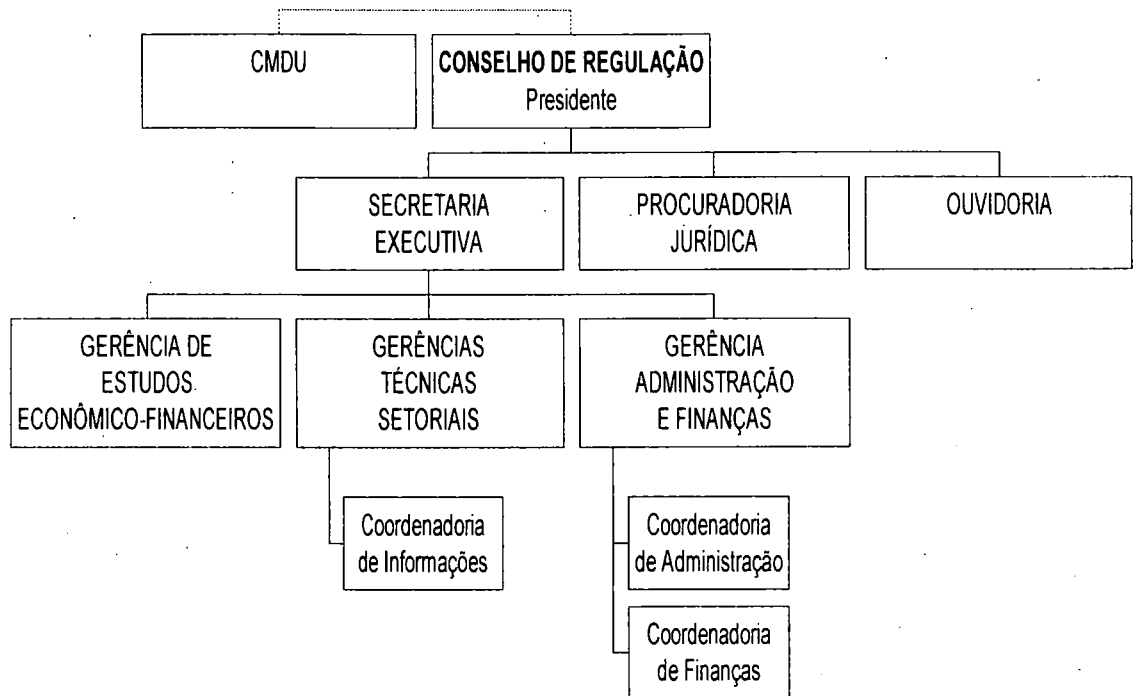 CMDU
CONSELHO DE REGULAÇÃO
Presidente
SECRETARIA
EXECUTIVA
PROCURADORIA
JURÍDICA
OUVIDORIA
GERÊNCIA DE
ESTUDOS
ECONÔMICO-FINANCEIROS
GERÊNCIAS
TÉCNICAS
SETORIAIS
GERÊNCIA
ADMINISTRAÇÃO
E FINANÇAS
Coordenadoria
de Informações
Coordenadoria
de Administração
Coordenadoria
de Finanças